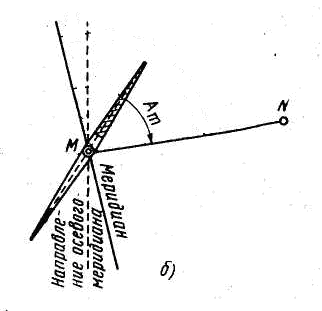 Am
N
M
Меридиан
Направле-
ние осевого
меридиана
б)